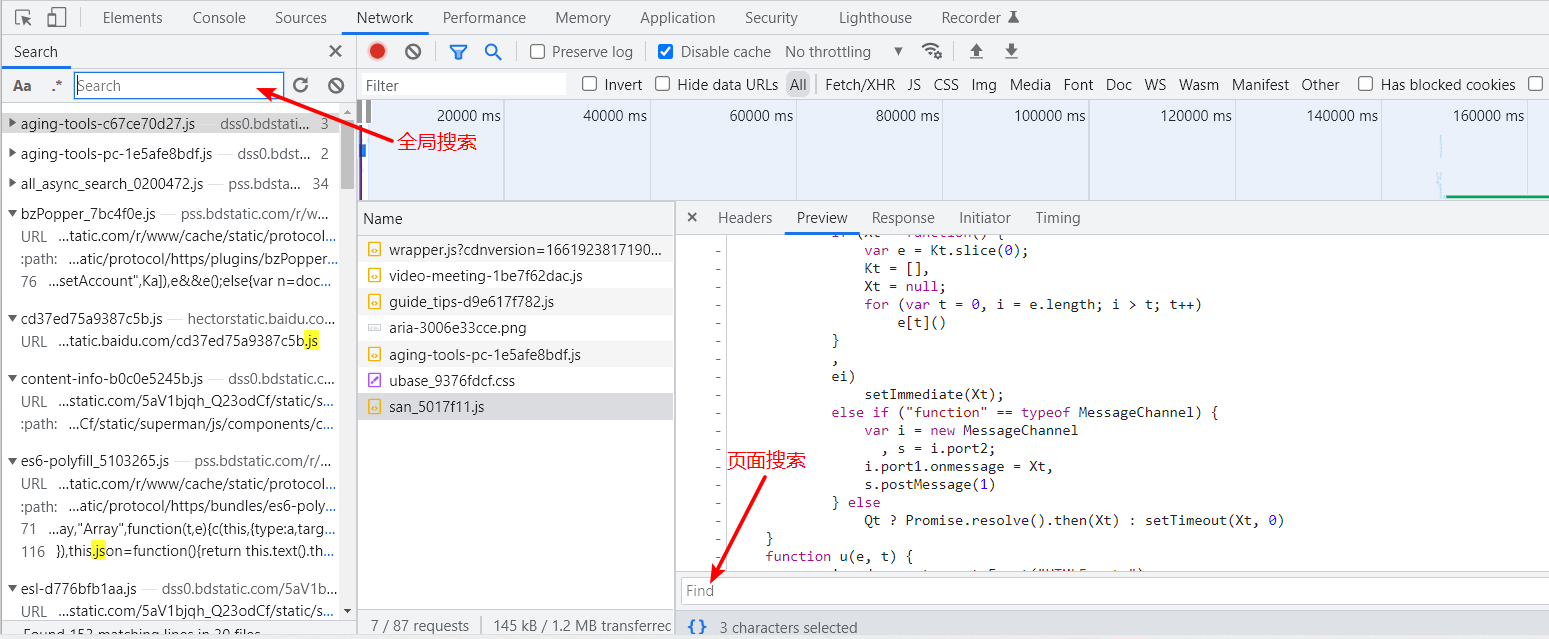 Elements Console Sources Network Performance Memory Application Security Lighthouse Recorder
Search
Preserve log Disable cache No throttling
Aa .* Search
Filter Invert Hide data URLs All Fetch/XHR JS CSS Img Media Font Doc WS Wasm Manifest Other Has blocked cookies
20000 ms 40000 ms 60000 ms 80000 ms 100000 ms 120000 ms 140000 ms 160000 ms
全局搜索
aging-tools-c67ce70d27.js dss0.bdstati... 3
aging-tools-pc-1e5afe8bdf.js — dss0.bdst... 2
all_async_search_0200472.js — pss.bdsta... 34
bzPopper_7bc4f0e.js — pss.bdstatic.com/r/w...
URL ...tatic.com/r/www/cache/static/protocol...
:path: ...atic/protocol/https/plugins/bzPopper...
76 ...setAccount",Ka]),e&&e();else{var n=doc...
cd37ed75a9387c5b.js — hectorstatic.baidu.co...
URL ...tatic.baidu.com/cd37ed75a9387c5b.js
content-info-b0c0e5245b.js — dss0.bdstatic.c...
URL ...static.com/5aV1bjqh_Q23odCf/static/s...
:path: ...Cf/static/superman/js/components/c...
es6-polyfill_5103265.js — pss.bdstatic.com/r/...
URL ...tatic.com/r/www/cache/static/protocol...
:path: ...atic/protocol/https/bundles/es6-poly...
71 ...ay,"Array",function(t,e){c(this,{type:a,targ...
116 }),this.json=function(){return this.text().th...
esl-d776bfb1aa.js — dss0.bdstatic.com/5aV1b...
URL ...static.com/5aV1bjqh_Q23odCf/static/s...
Found 153 matching lines in 20 files.
Name
wrapper.js?cdnversion=1661923817190...
video-meeting-1be7f62dac.js
guide_tips-d9e617f782.js
aria-3006e33cce.png
aging-tools-pc-1e5afe8bdf.js
ubase_9376fdcf.css
san_5017f11.js
7 / 87 requests 145 kB / 1.2 MB transferrec
Headers Preview Response Initiator Timing
if (Xt = function() {
var e = Kt.slice(0);
Kt = [],
Xt = null;
for (var t = 0, i = e.length; i > t; t++)
e[t]()
}
,
ei)
setImmediate(Xt);
else if ("function" == typeof MessageChannel) {
var i = new MessageChannel
, s = i.port2;
i.port1.onmessage = Xt,
s.postMessage(1)
} else
Qt ? Promise.resolve().then(Xt) : setTimeout(Xt, 0)
}
function u(e, t) {
页面搜索
Find
{} 3 characters selected